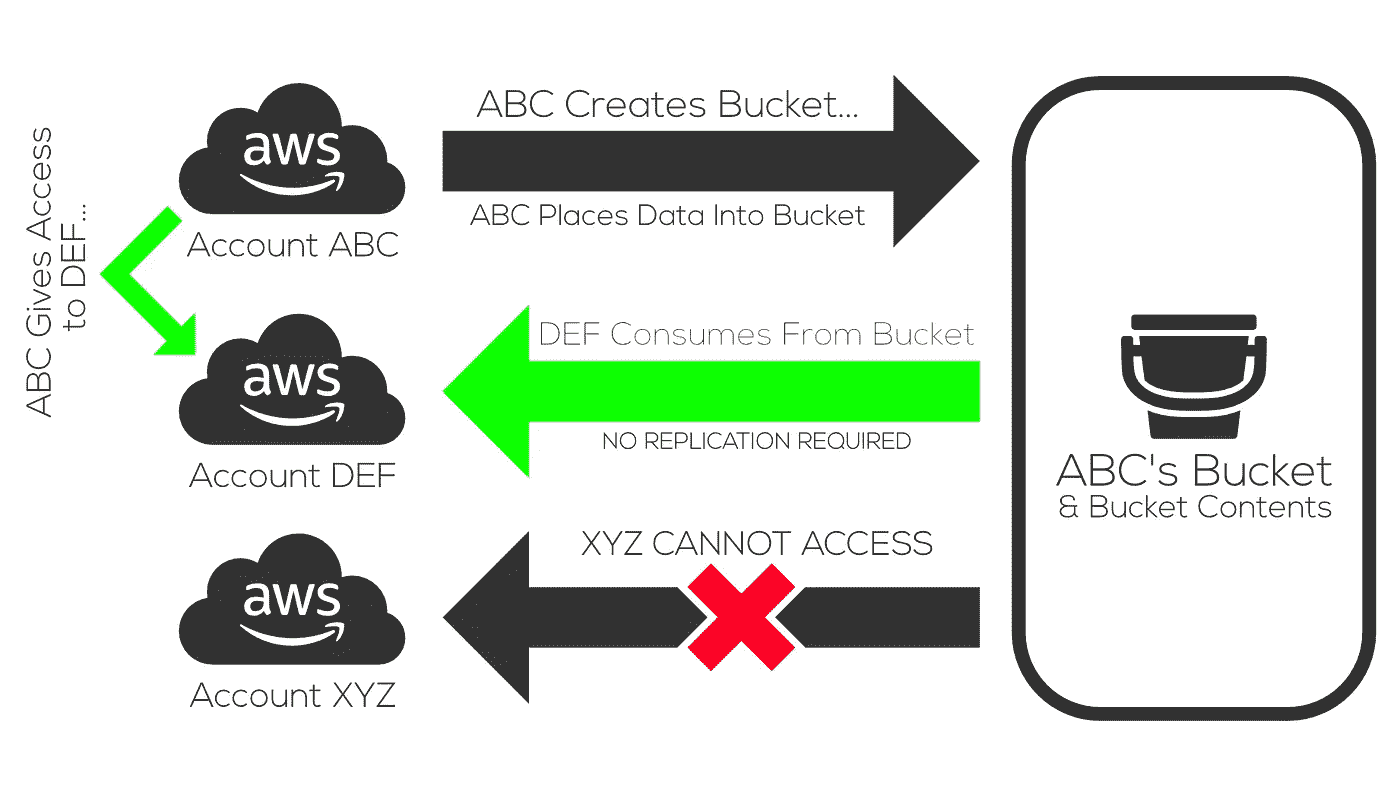 ABC Creates Bucket...
ABC Places Data Into Bucket
aws
Account ABC
ABC Gives Access
to DEF...
DEF Consumes From Bucket
NO REPLICATION REQUIRED
aws
Account DEF
XYZ CANNOT ACCESS
aws
Account XYZ
ABC's Bucket
& Bucket Contents